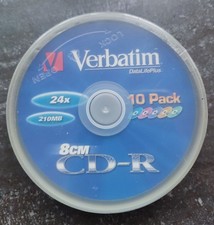 Verbatim
DataLifePlus
24x
10 Pack
210MB
8CM
CD-R